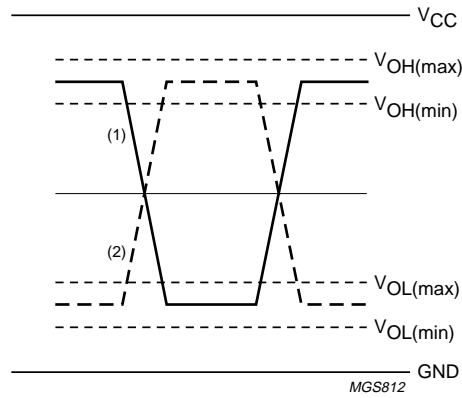 VCC
VOH(max)
VOH(min)
(1)
(2)
VOL(max)
VOL(min)
GND
MGS812